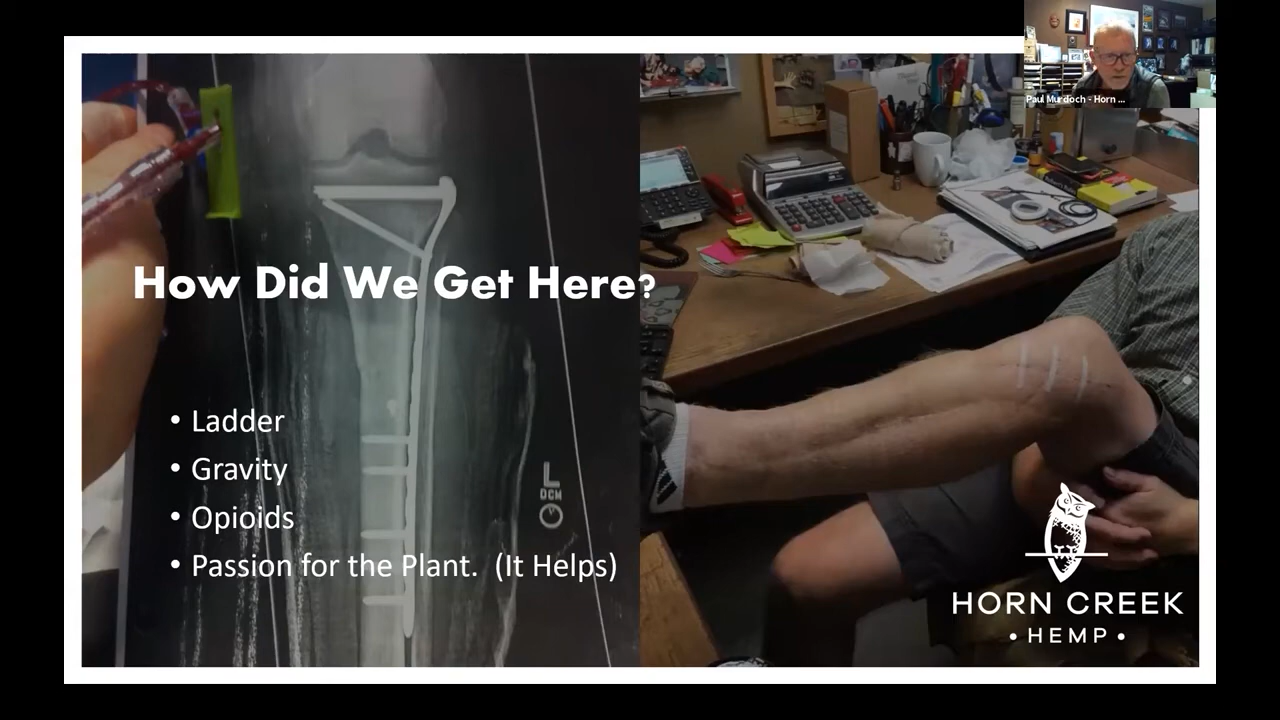 Paul Murdoch - Horn ...
How Did We Get Here?
• Ladder
• Gravity
• Opioids
• Passion for the Plant. (It Helps)
L
DCM
HORN CREEK
• HEMP •